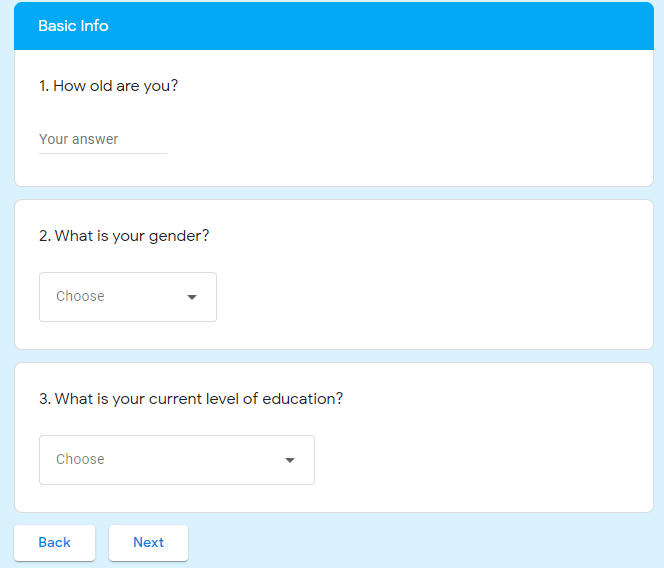 Basic Info
1. How old are you?
Your answer
2. What is your gender?
Choose
3. What is your current level of education?
Choose
Back
Next